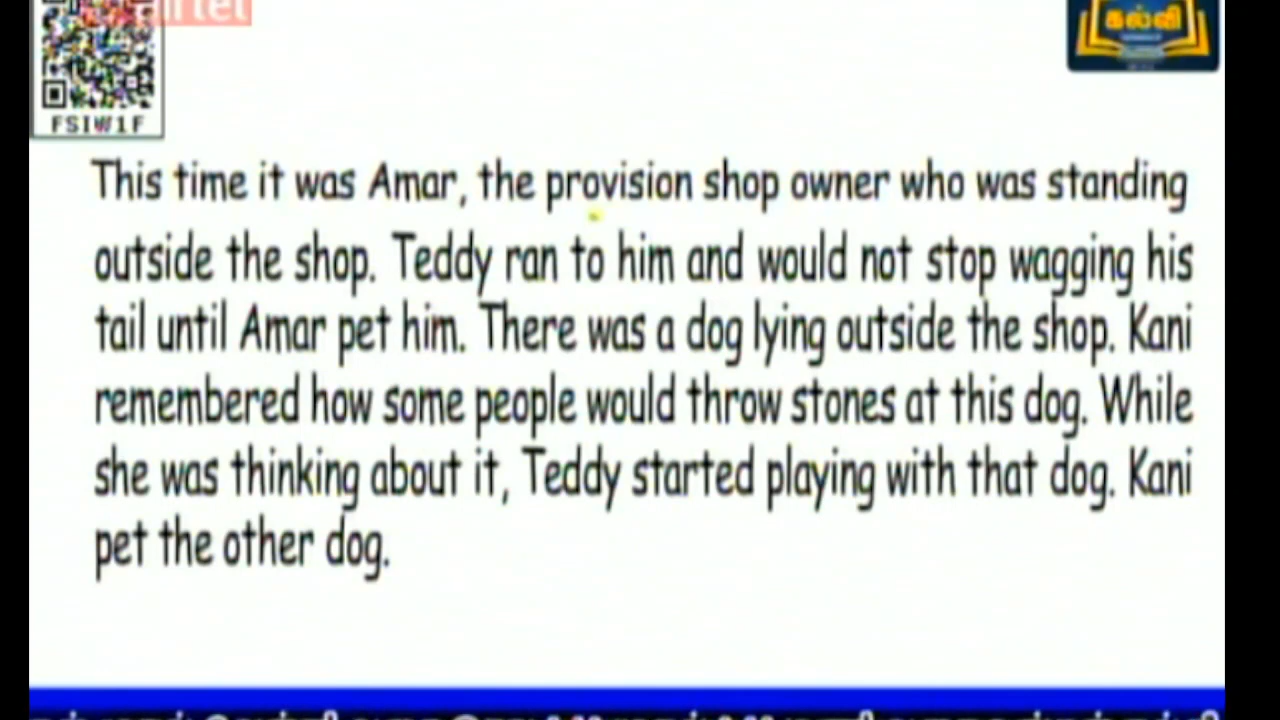 airtel
கல்வி
FSIW1F
This time it was Amar, the provision shop owner who was standing
outside the shop. Teddy ran to him and would not stop wagging his
tail until Amar pet him. There was a dog lying outside the shop. Kani
remembered how some people would throw stones at this dog. While
she was thinking about it, Teddy started playing with that dog. Kani
pet the other dog.